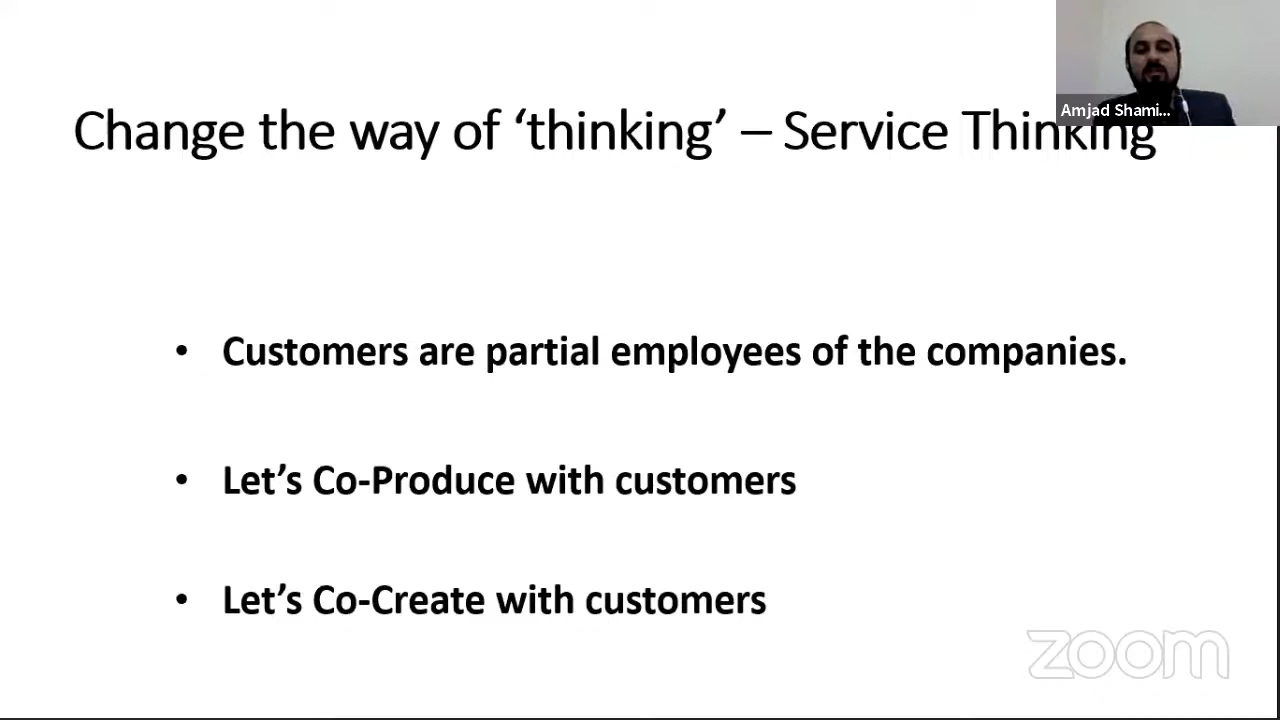 Amjad Shami...
Change the way of ‘thinking’ – Service Thinking
• Customers are partial employees of the companies.
• Let’s Co-Produce with customers
• Let’s Co-Create with customers
zoom